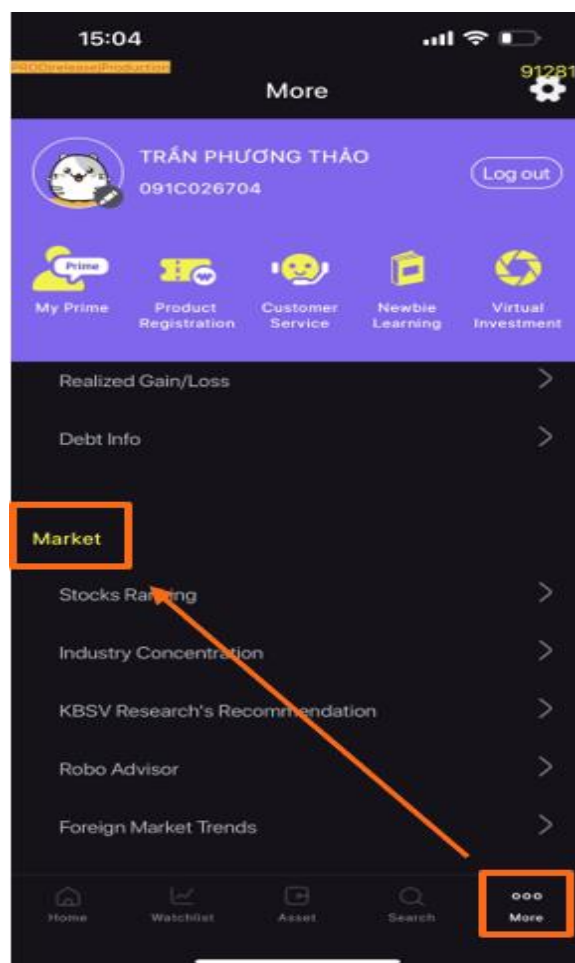 15:04
PRODrelease|Production
91281
More
TRẦN PHƯƠNG THẢO
091C026704
Log out
Prime
My Prime
Product Registration
Customer Service
Newbie Learning
Virtual Investment
Realized Gain/Loss
Debt Info
Market
Stocks Ranking
Industry Concentration
KBSV Research's Recommendation
Robo Advisor
Foreign Market Trends
Home
Watchlist
Asset
Search
More